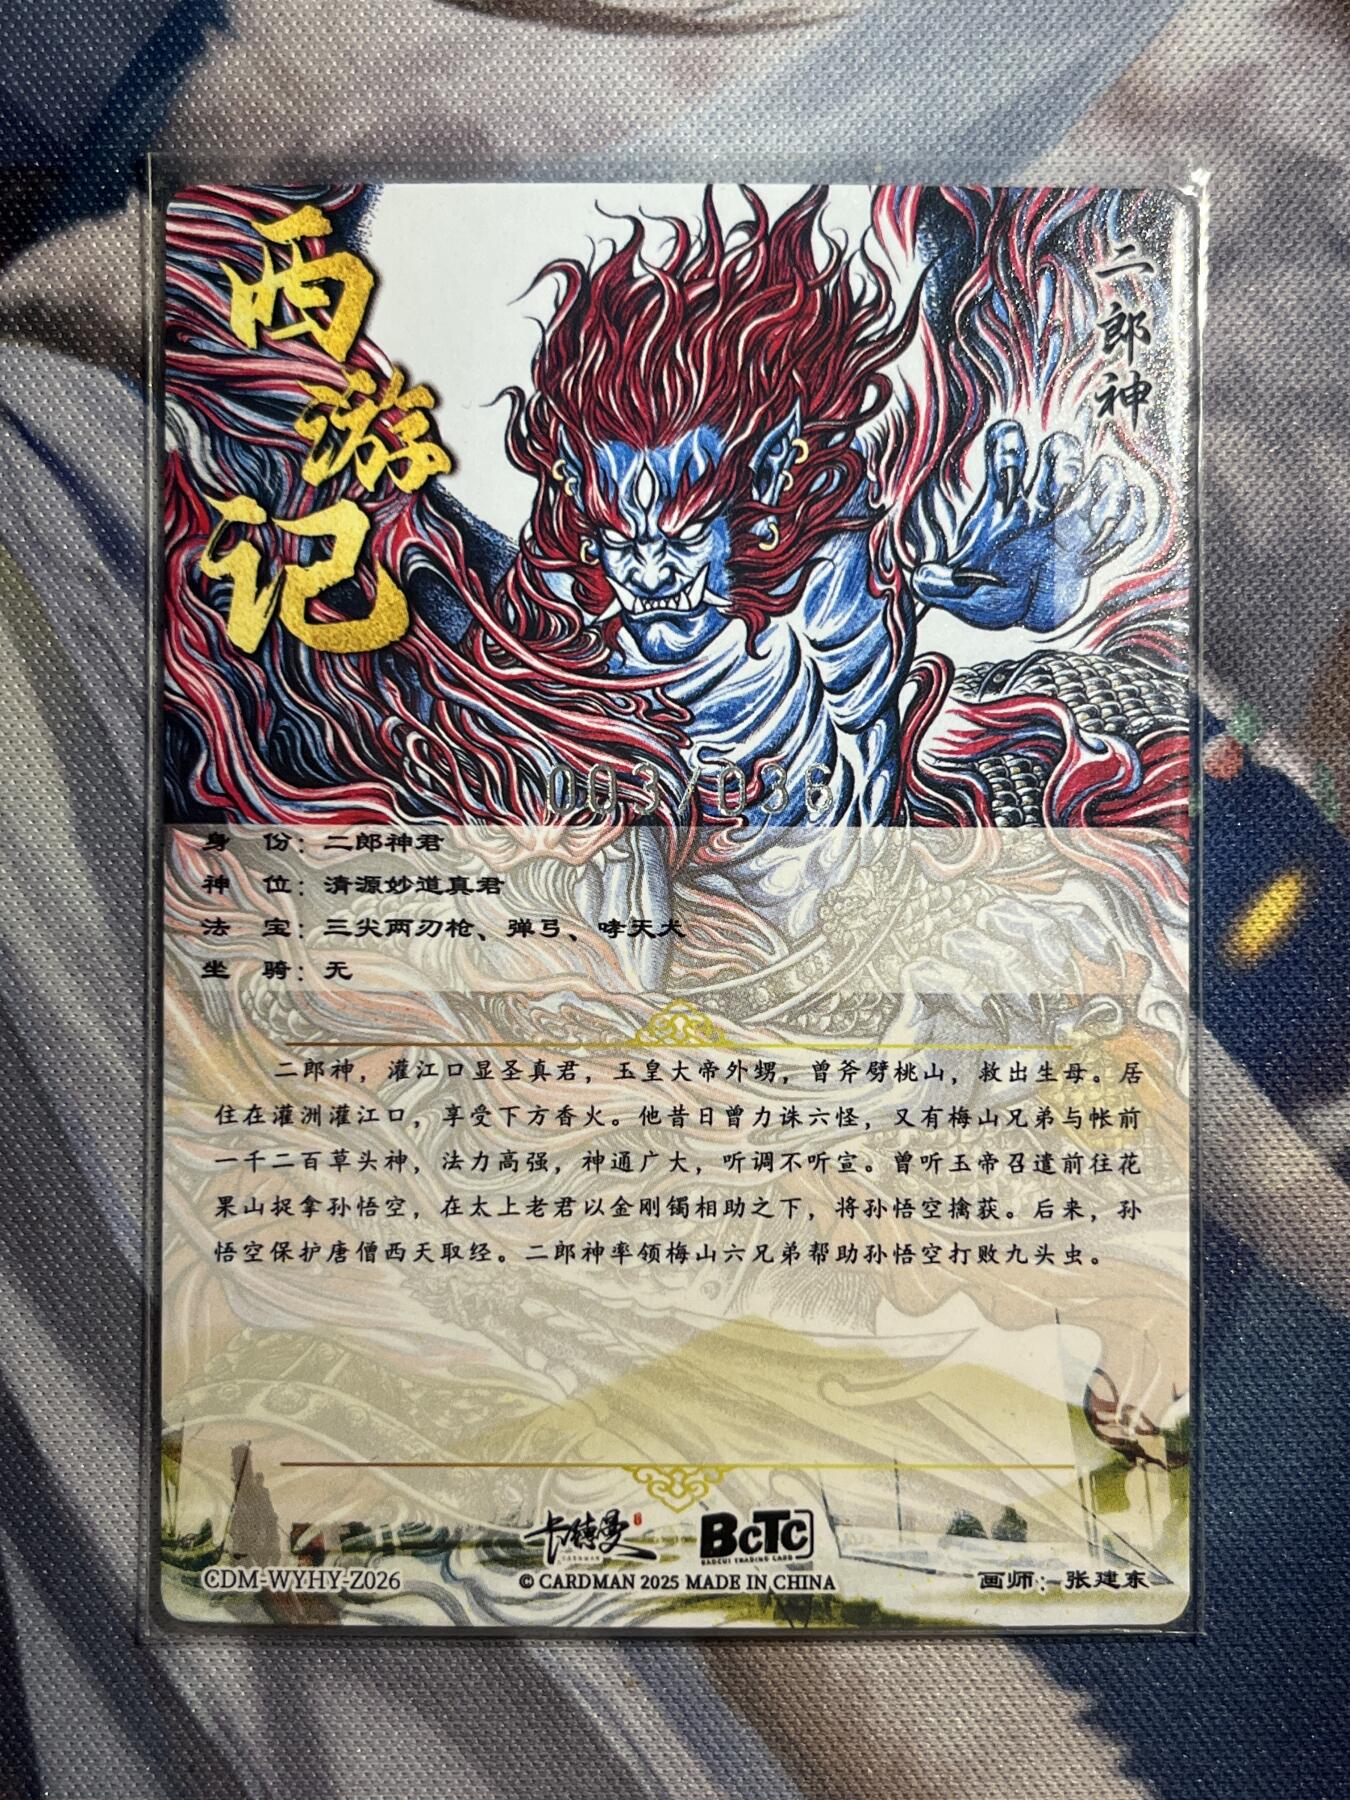 西游记
二郎神
003/036
身 份：二郎神君
神 位：清源妙道真君
法 宝：三尖两刃枪、弹弓、哮天犬
坐 骑：无
二郎神，灌江口显圣真君，玉皇大帝外甥，曾斧劈桃山，救出生母。居
住在灌洲灌江口，享受下方香火。他昔日曾力诛六怪，又有梅山兄弟与帐前
一千二百草头神，法力高强，神通广大，听调不听宣。曾听玉帝召遣前往花
果山捉拿孙悟空，在太上老君以金刚镯相助之下，将孙悟空擒获。后来，孙
悟空保护唐僧西天取经。二郎神率领梅山六兄弟帮助孙悟空打败九头虫。
卡德曼
CARDMAN
BCTC
BAOCUI TRADING CARD
CDM-WYHY-Z026
© CARDMAN 2025 MADE IN CHINA
画师：张建东